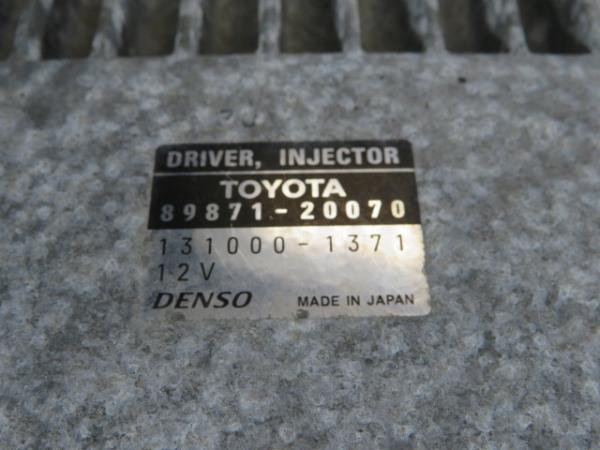 DRIVER, INJECTOR
TOYOTA
89871-20070
131000-1371
12V
DENSO MADE IN JAPAN